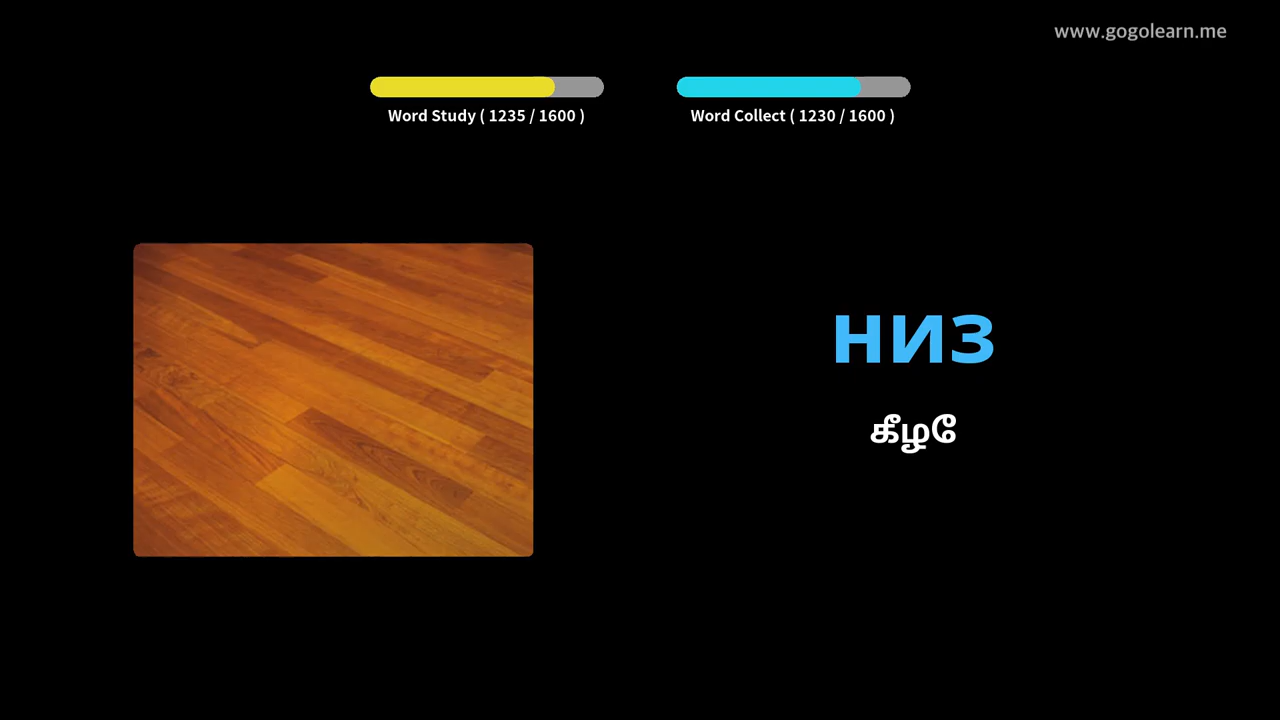 www.gogolearn.me
Word Study ( 1235 / 1600 )
Word Collect ( 1230 / 1600 )
низ
கீழே